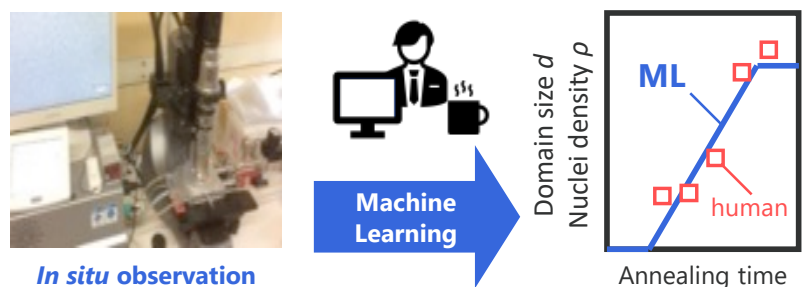 In situ observation
Machine
Learning
Domain size d
Nuclei density ρ
ML
human
Annealing time